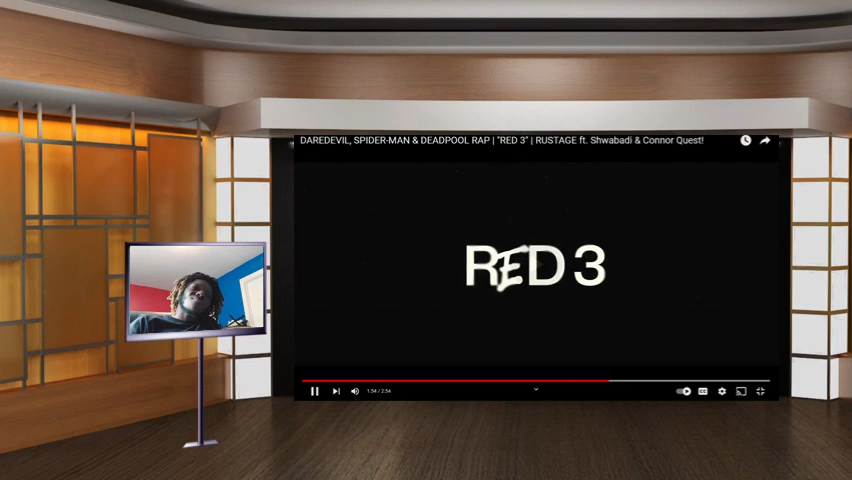 DAREDEVIL, SPIDER-MAN & DEADPOOL RAP | "RED 3" | RUSTAGE ft. Shwabadi & Connor Quest!
RED 3
1:54 / 2:54